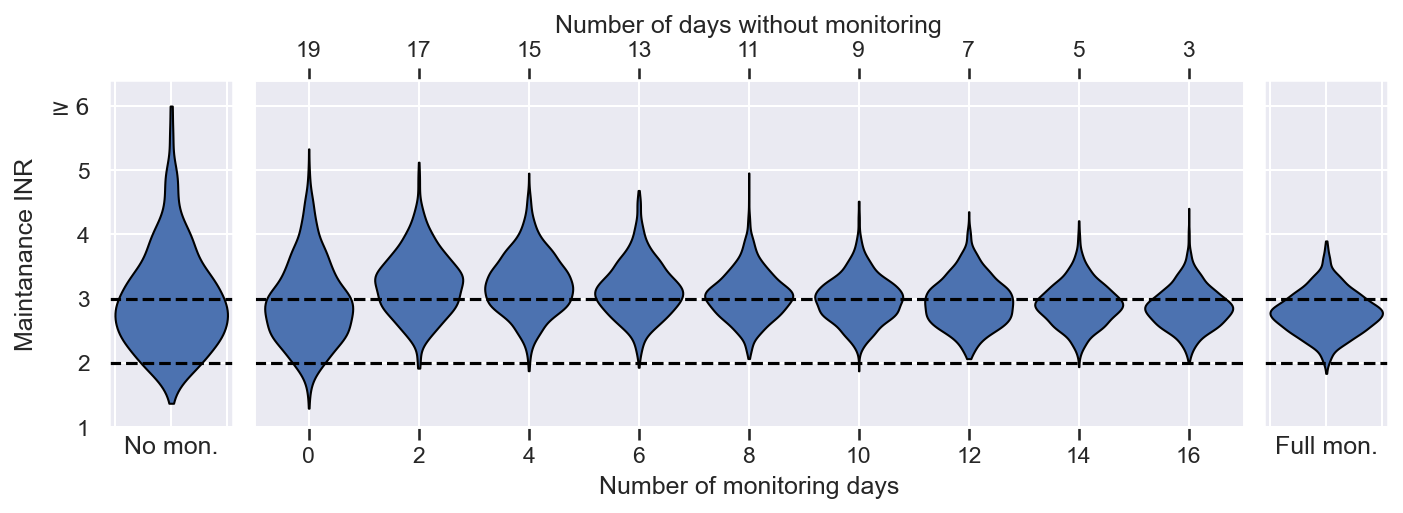 Number of days without monitoring
19 17 15 13 11 9 7 5 3
≥ 6
5
4
3
2
1
Maintanance INR
No mon.
0 2 4 6 8 10 12 14 16
Full mon.
Number of monitoring days